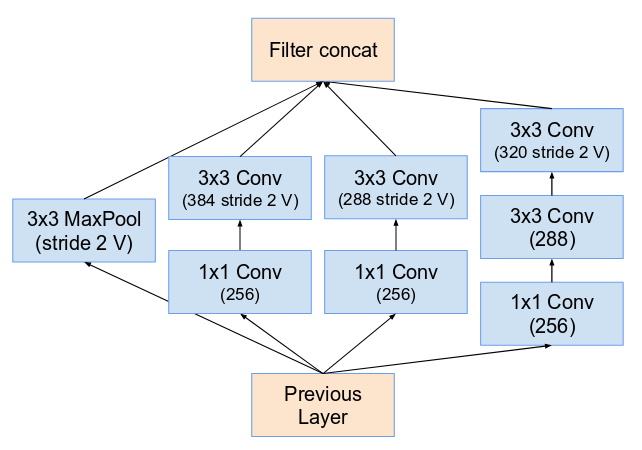 Filter concat
3x3 Conv
(320 stride 2 V)
3x3 Conv
(384 stride 2 V)
3x3 Conv
(288 stride 2 V)
3x3 MaxPool
(stride 2 V)
3x3 Conv
(288)
1x1 Conv
(256)
1x1 Conv
(256)
1x1 Conv
(256)
Previous
Layer